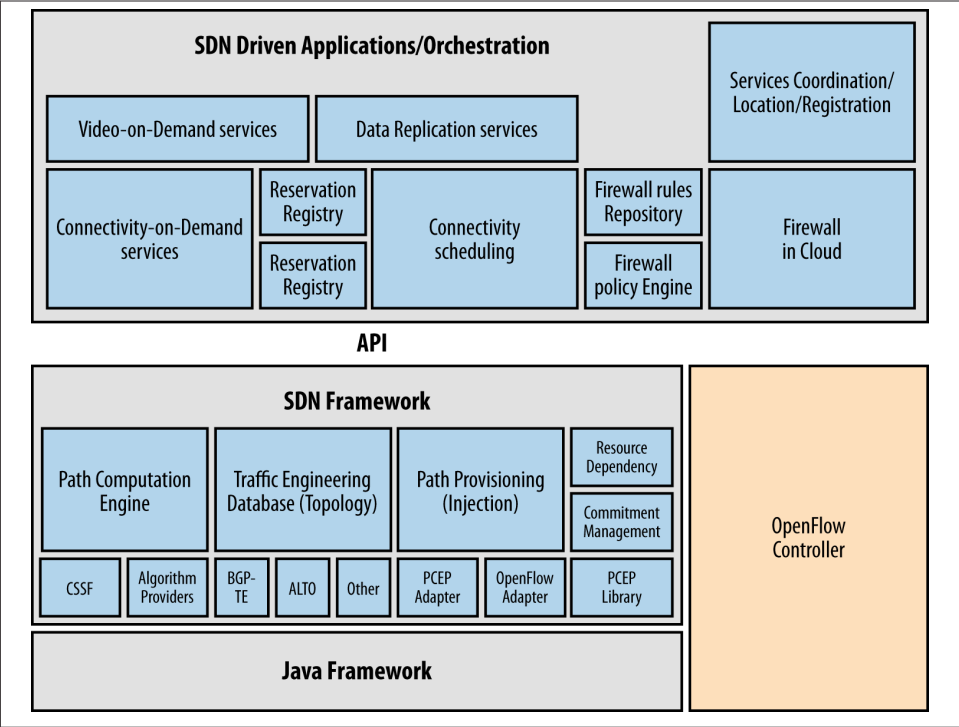 SDN Driven Applications/Orchestration
Services Coordination/
Location/Registration
Video-on-Demand services
Data Replication services
Connectivity-on-Demand
services
Reservation
Registry
Reservation
Registry
Connectivity
scheduling
Firewall rules
Repository
Firewall
policy Engine
Firewall
in Cloud
API
SDN Framework
Path Computation
Engine
Traffic Engineering
Database (Topology)
Path Provisioning
(Injection)
Resource
Dependency
Commitment
Management
CSSF
Algorithm
Providers
BGP-
TE
ALTO
Other
PCEP
Adapter
OpenFlow
Adapter
PCEP
Library
OpenFlow
Controller
Java Framework